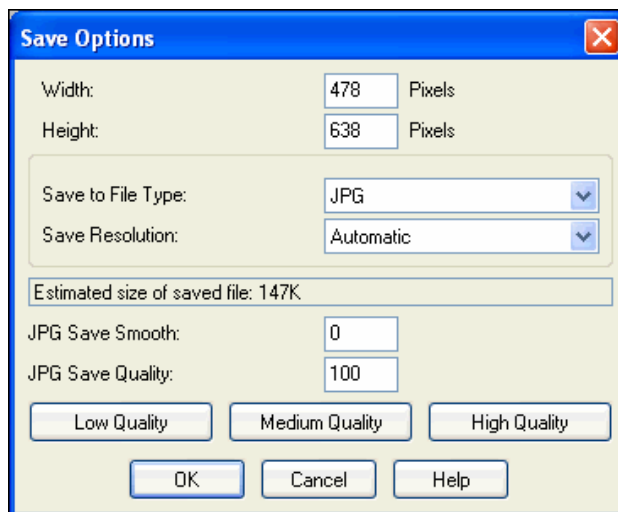 Save Options
Width: 478 Pixels
Height: 638 Pixels
Save to File Type: JPG
Save Resolution: Automatic
Estimated size of saved file: 147K
JPG Save Smooth: 0
JPG Save Quality: 100
Low Quality Medium Quality High Quality
OK Cancel Help